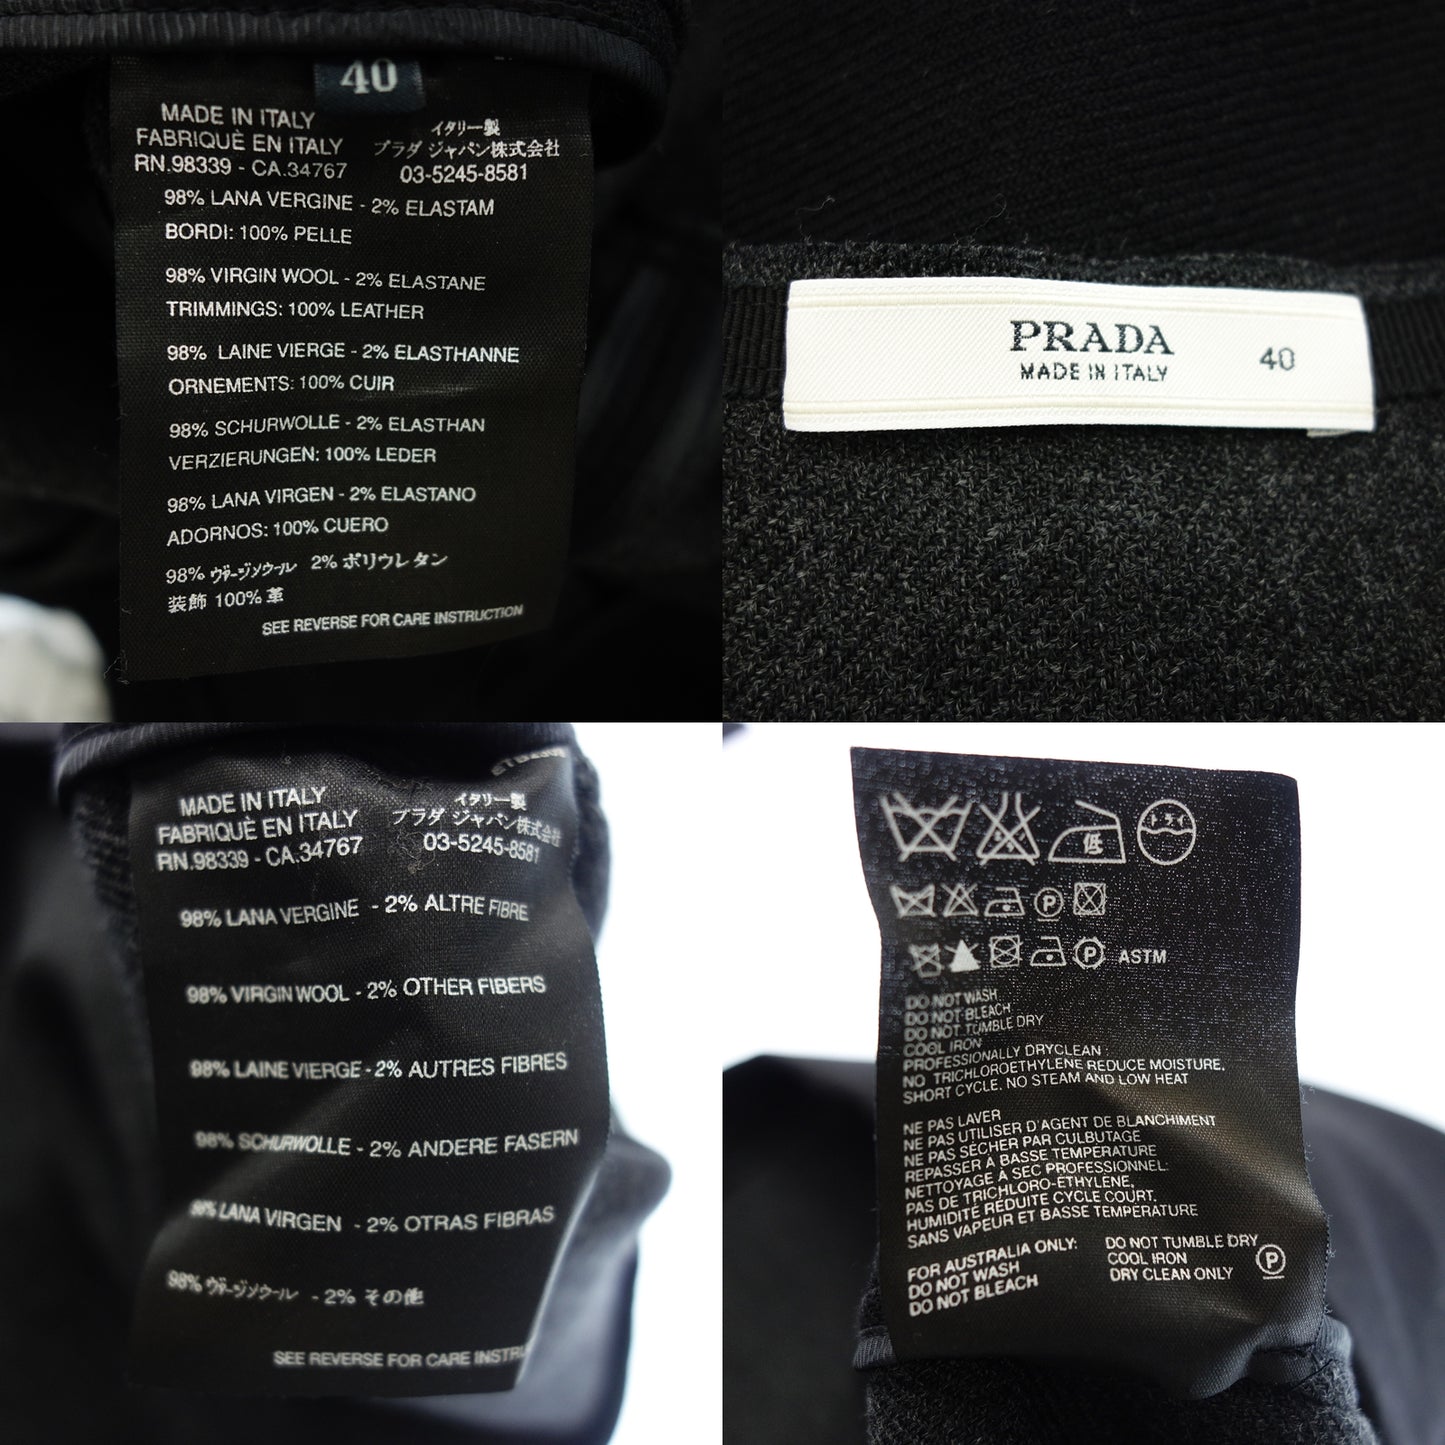 40
MADE IN ITALY
FABRIQUÈ EN ITALY
RN.98339 - CA.34767
イタリー製
プラダ ジャパン株式会社
03-5245-8581
98% LANA VERGINE - 2% ELASTAM
BORDI: 100% PELLE
98% VIRGIN WOOL - 2% ELASTANE
TRIMMINGS: 100% LEATHER
98% LAINE VIERGE - 2% ELASTHANNE
ORNEMENTS: 100% CUIR
98% SCHURWOLLE - 2% ELASTHAN
VERZIERUNGEN: 100% LEDER
98% LANA VIRGEN - 2% ELASTANO
ADORNOS: 100% CUERO
98% ヴァージンウール 2% ポリウレタン
装飾 100% 革
SEE REVERSE FOR CARE INSTRUCTION
PRADA
MADE IN ITALY
40
MADE IN ITALY
FABRIQUÈ EN ITALY
RN.98339 - CA.34767
イタリー製
プラダ ジャパン株式会社
03-5245-8581
98% LANA VERGINE - 2% ALTRE FIBRE
98% VIRGIN WOOL - 2% OTHER FIBERS
98% LAINE VIERGE - 2% AUTRES FIBRES
98% SCHURWOLLE - 2% ANDERE FASERN
98% LANA VIRGEN - 2% OTRAS FIBRAS
98% ヴァージンウール - 2% その他
SEE REVERSE FOR CARE INSTRU
低
ドライ
P
P ASTM
DO NOT WASH
DO NOT BLEACH
DO NOT TUMBLE DRY
COOL IRON
PROFESSIONALLY DRYCLEAN :
NO TRICHLOROETHYLENE REDUCE MOISTURE,
SHORT CYCLE. NO STEAM AND LOW HEAT
NE PAS LAVER
NE PAS UTILISER D'AGENT DE BLANCHIMENT
NE PAS SÉCHER PAR CULBUTAGE
REPASSER À BASSE TEMPÉRATURE
NETTOYAGE À SEC PROFESSIONNEL:
PAS DE TRICHLORO-ÉTHYLÈNE,
HUMIDITÉ RÉDUITE CYCLE COURT.
SANS VAPEUR ET BASSE TEMPÉRATURE
FOR AUSTRALIA ONLY:
DO NOT WASH
DO NOT BLEACH
DO NOT TUMBLE DRY
COOL IRON
DRY CLEAN ONLY
P